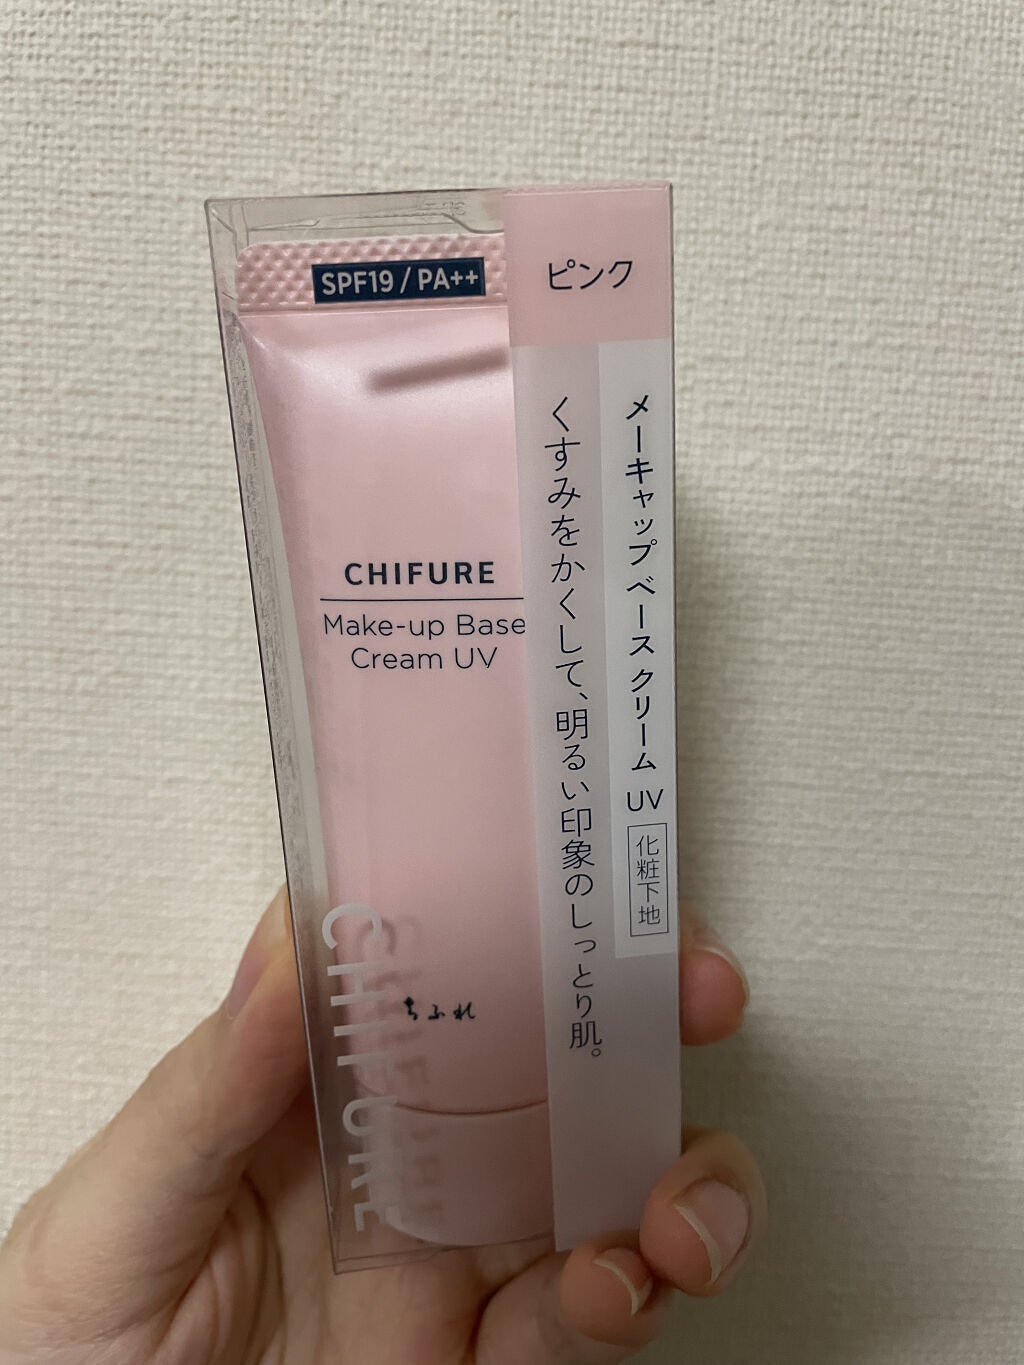 SPF19 / PA++
CHIFURE
Make-up Base
Cream UV
ちふれ
CHIFURE
ピンク
メーキャップ ベース クリーム UV
化粧下地
くすみをかくして、明るい印象のしっとり肌。